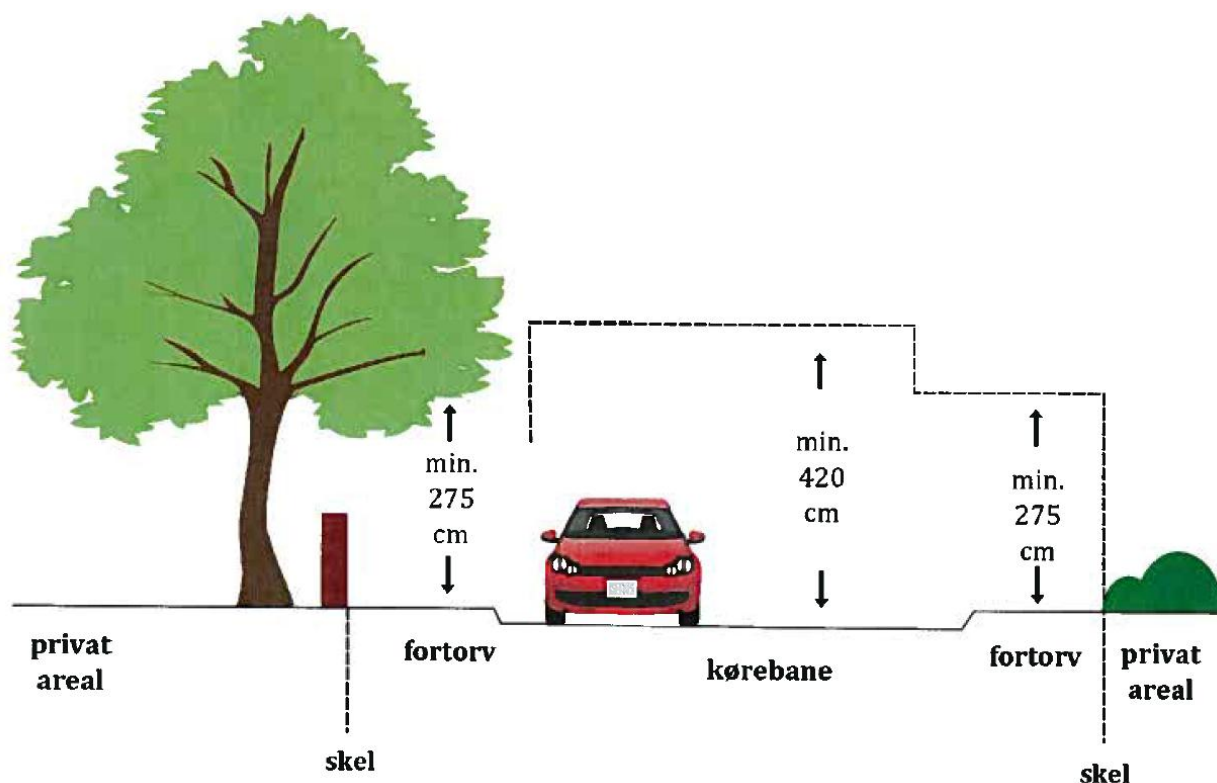 min.
275
cm
min.
420
cm
min.
275
cm
privat
areal
fortorv
kørebane
fortorv
privat
areal
skel
skel